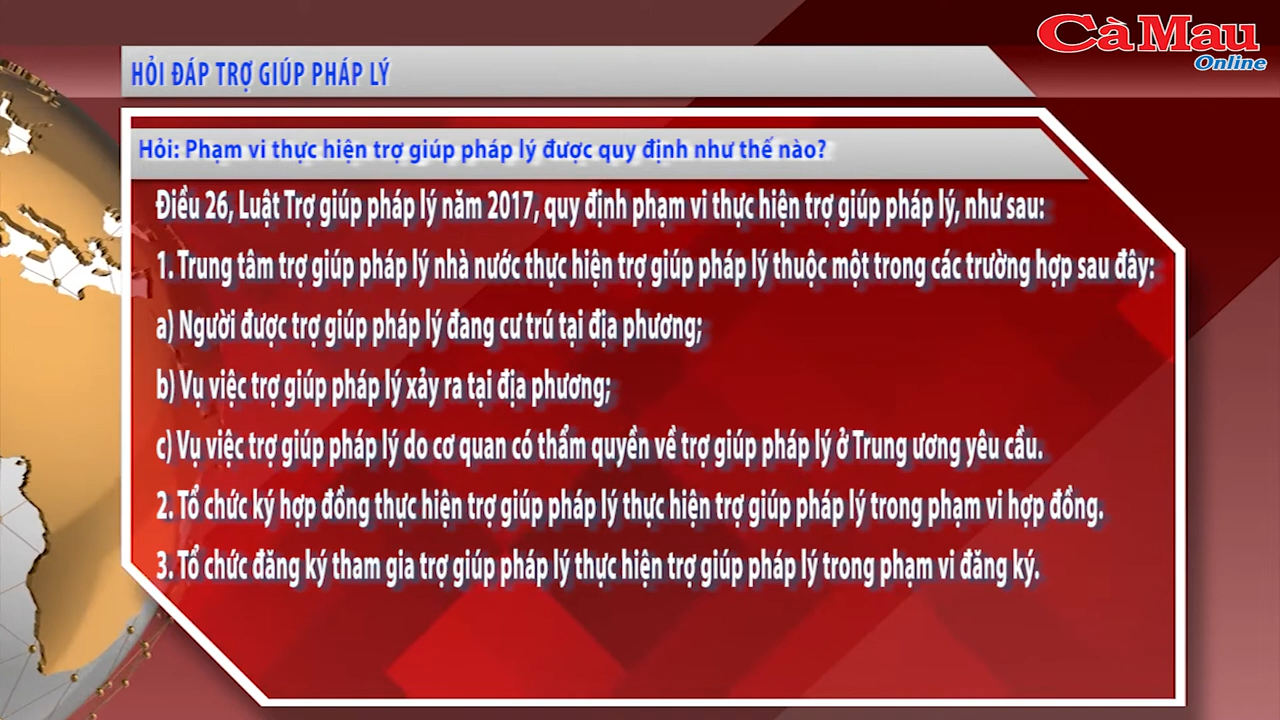 Cà Mau
Online
HỎI ĐÁP TRỢ GIÚP PHÁP LÝ
Hỏi: Phạm vi thực hiện trợ giúp pháp lý được quy định như thế nào?
Điều 26, Luật Trợ giúp pháp lý năm 2017, quy định phạm vi thực hiện trợ giúp pháp lý, như sau:
1. Trung tâm trợ giúp pháp lý nhà nước thực hiện trợ giúp pháp lý thuộc một trong các trường hợp sau đây:
a) Người được trợ giúp pháp lý đang cư trú tại địa phương;
b) Vụ việc trợ giúp pháp lý xảy ra tại địa phương;
c) Vụ việc trợ giúp pháp lý do cơ quan có thẩm quyền về trợ giúp pháp lý ở Trung ương yêu cầu.
2. Tổ chức ký hợp đồng thực hiện trợ giúp pháp lý thực hiện trợ giúp pháp lý trong phạm vi hợp đồng.
3. Tổ chức đăng ký tham gia trợ giúp pháp lý thực hiện trợ giúp pháp lý trong phạm vi đăng ký.